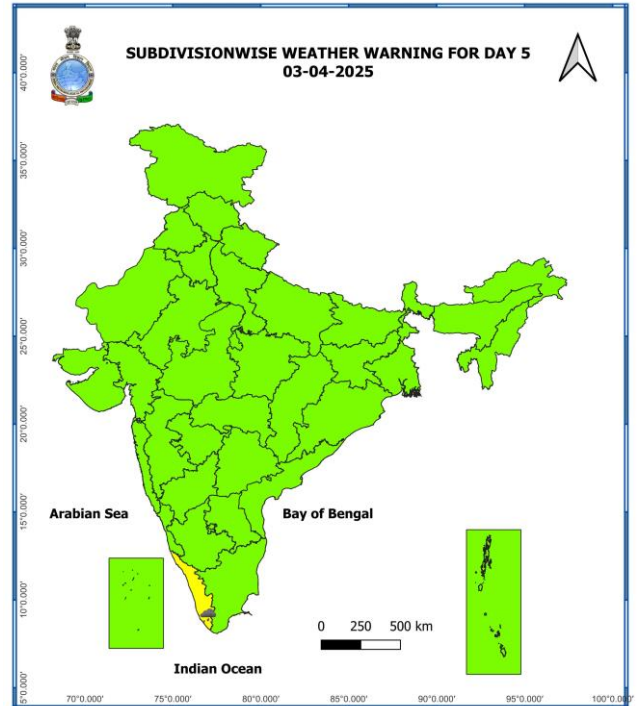 SUBDIVISIONWISE WEATHER WARNING FOR DAY 5
03-04-2025
40°0.000'
35°0.000'
30°0.000'
25°0.000'
20°0.000'
15°0.000'
10°0.000'
5°0.000'
Arabian Sea
Bay of Bengal
0 250 500 km
Indian Ocean
70°0.000' 75°0.000' 80°0.000' 85°0.000' 90°0.000' 95°0.000' 100°0.000'